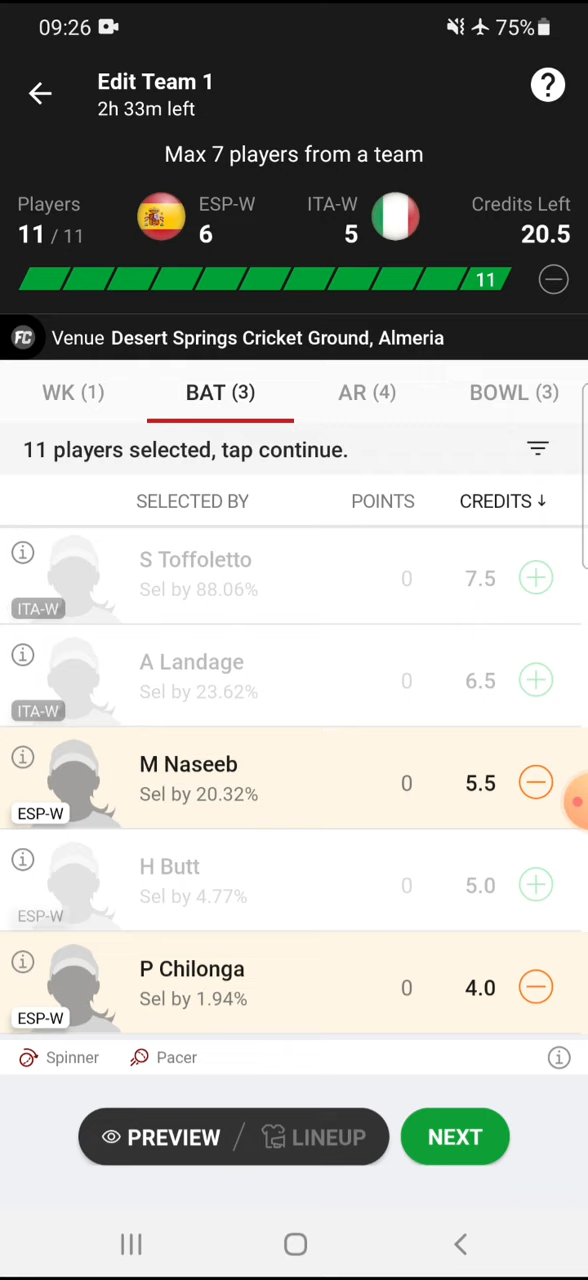 09:26 75%
Edit Team 1
2h 33m left
?
Max 7 players from a team
Players ESP-W ITA-W Credits Left
11 / 11 6 5 20.5
11
FC Venue Desert Springs Cricket Ground, Almeria
WK (1) BAT (3) AR (4) BOWL (3)
11 players selected, tap continue.
SELECTED BY POINTS CREDITS ↓
S Toffoletto
Sel by 88.06%
0 7.5
ITA-W
A Landage
Sel by 23.62%
0 6.5
ITA-W
M Naseeb
Sel by 20.32%
0 5.5
ESP-W
H Butt
Sel by 4.77%
0 5.0
ESP-W
P Chilonga
Sel by 1.94%
0 4.0
ESP-W
Spinner Pacer
PREVIEW / LINEUP NEXT